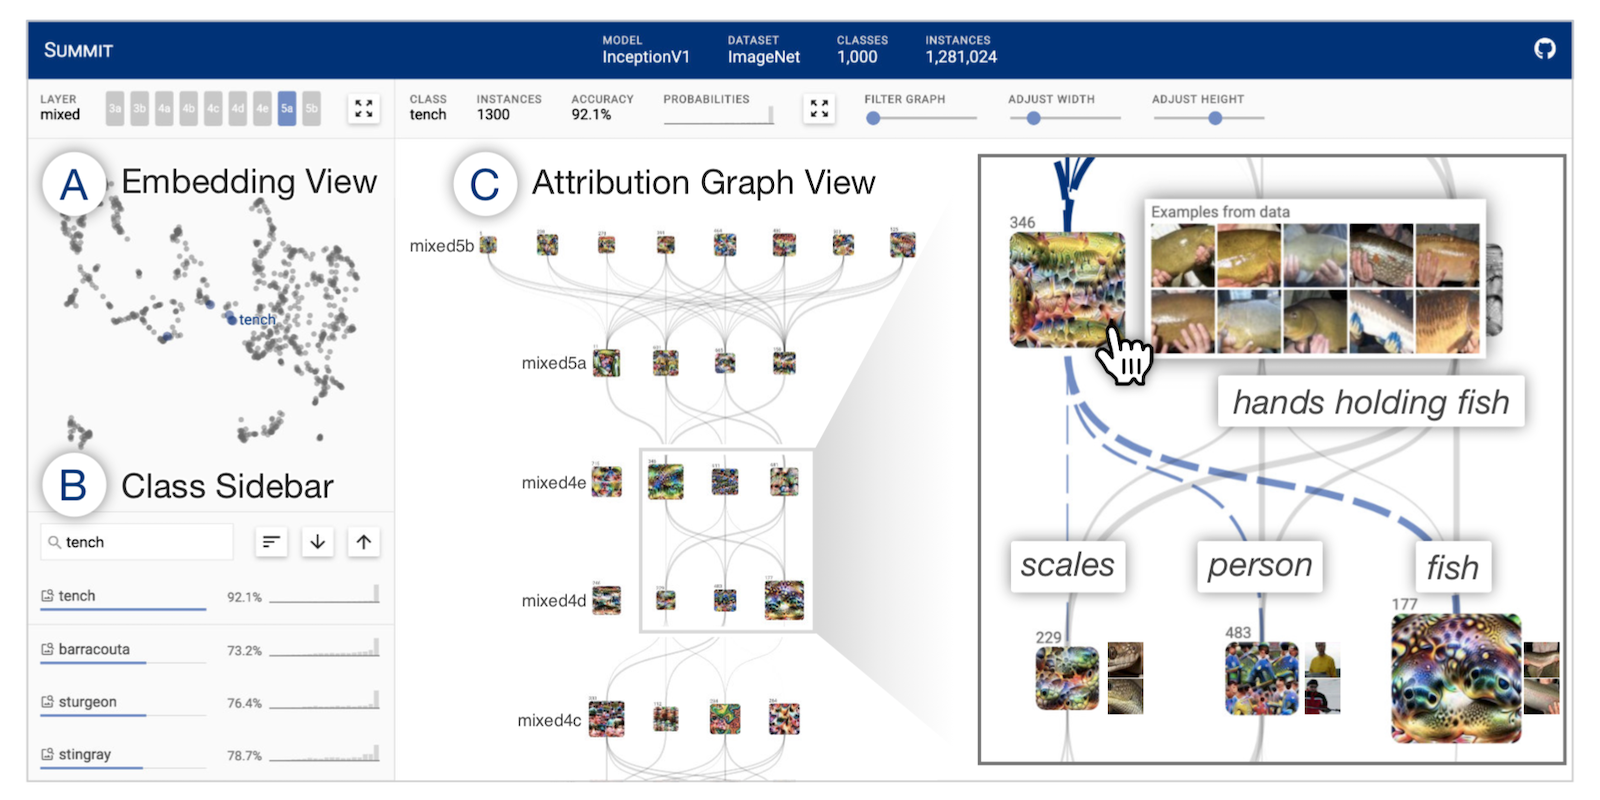 SUMMIT
MODEL
InceptionV1
DATASET
ImageNet
CLASSES
1,000
INSTANCES
1,281,024
LAYER
mixed
3a 3b 4a 4b 4c 4d 4e 5a 5b
CLASS
tench
INSTANCES
1300
ACCURACY
92.1%
PROBABILITIES
FILTER GRAPH
ADJUST WIDTH
ADJUST HEIGHT
A Embedding View
tench
B Class Sidebar
tench
tench 92.1%
barracouta 73.2%
sturgeon 76.4%
stingray 78.7%
C Attribution Graph View
mixed5b
mixed5a
mixed4e
mixed4d
mixed4c
346
Examples from data
hands holding fish
scales
person
fish
229
483
177